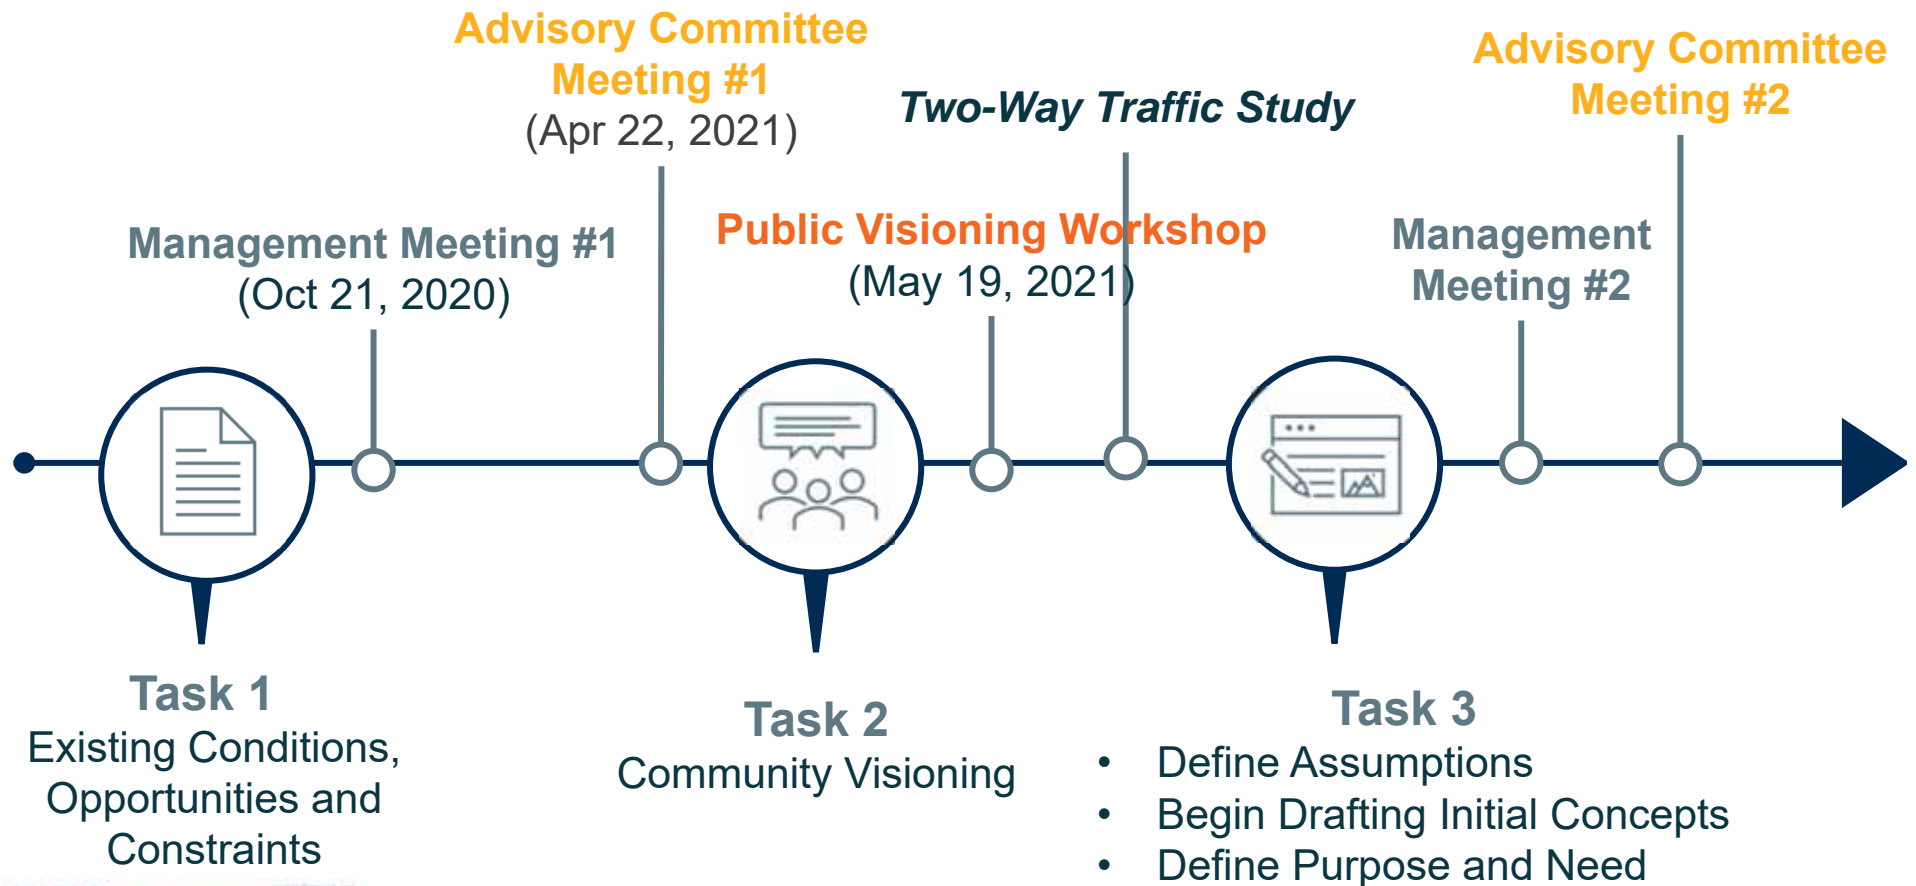 Advisory Committee
Meeting #1
(Apr 22, 2021)
Advisory Committee
Meeting #2
Two-Way Traffic Study
Management Meeting #1
(Oct 21, 2020)
Public Visioning Workshop
(May 19, 2021)
Management
Meeting #2
Task 1
Existing Conditions,
Opportunities and
Constraints
Task 2
Community Visioning
Task 3
• Define Assumptions
• Begin Drafting Initial Concepts
• Define Purpose and Need